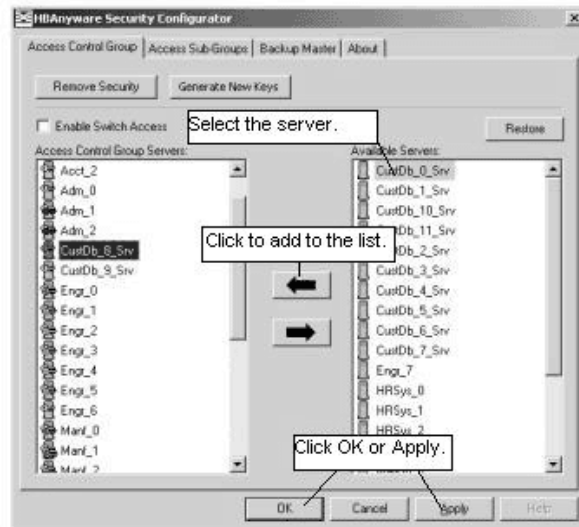 HBAnyware Security Configurator
Access Control Group
Access Sub-Groups
Backup Master
About
Remove Security
Generate New Keys
Enable Switch Access
Select the server.
Restore
Access Control Group Servers:
Available Servers:
Acct_2
Adm_0
Adm_1
Adm_2
CustDb_8_Srv
CustDb_9_Srv
Engr_0
Engr_1
Engr_2
Engr_3
Engr_4
Engr_5
Engr_6
Manf_0
Manf_1
Manf_2
Click to add to the list.
CustDb_0_Srv
CustDb_1_Srv
CustDb_10_Srv
CustDb_11_Srv
CustDb_2_Srv
CustDb_3_Srv
CustDb_4_Srv
CustDb_5_Srv
CustDb_6_Srv
CustDb_7_Srv
Engr_7
HRSys_0
HRSys_1
HRSys_2
Click OK or Apply.
OK
Cancel
Apply
Help